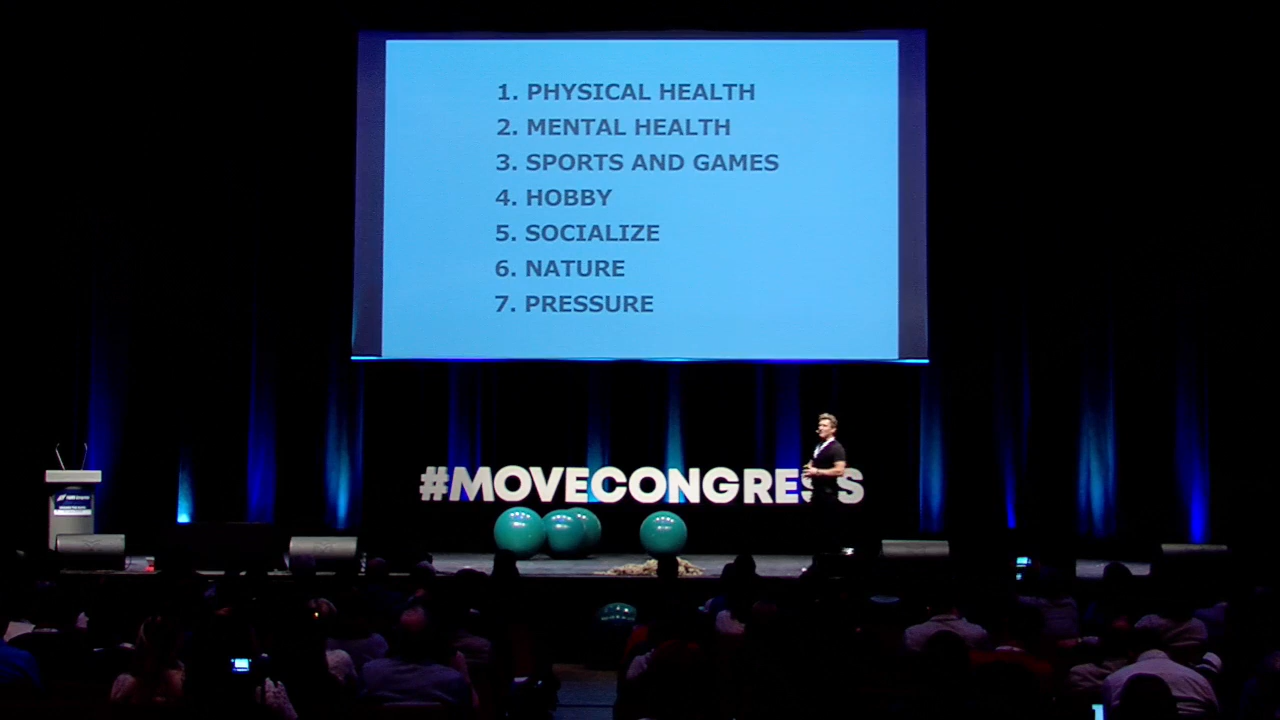 1. PHYSICAL HEALTH
2. MENTAL HEALTH
3. SPORTS AND GAMES
4. HOBBY
5. SOCIALIZE
6. NATURE
7. PRESSURE
#MOVECONGRESS